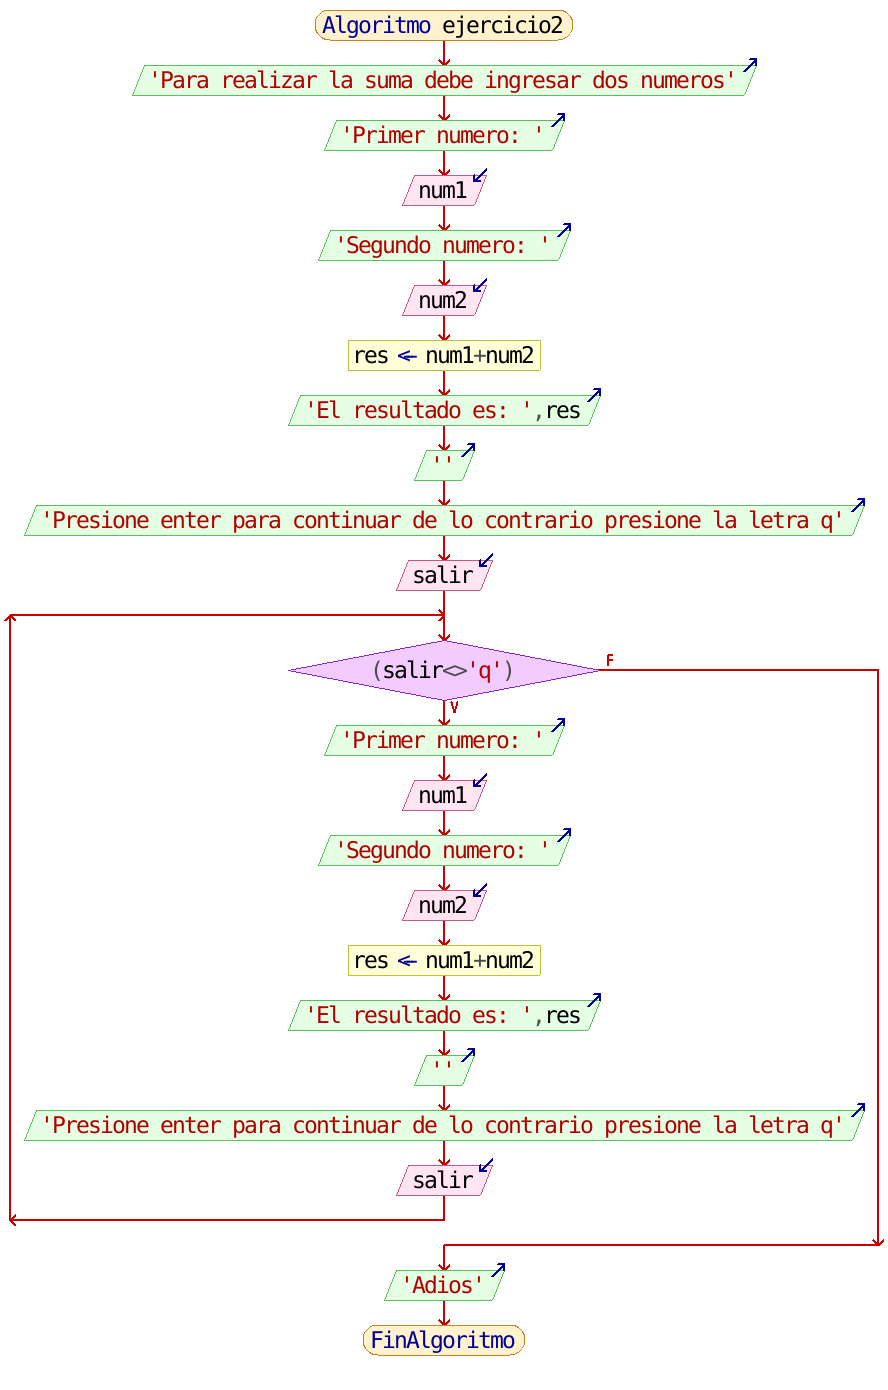 Algoritmo ejercicio2
'Para realizar la suma debe ingresar dos numeros'
'Primer numero: '
num1
'Segundo numero: '
num2
res ← num1+num2
'El resultado es: ',res
''
'Presione enter para continuar de lo contrario presione la letra q'
salir
(salir<>'q')
F
V
'Primer numero: '
num1
'Segundo numero: '
num2
res ← num1+num2
'El resultado es: ',res
''
'Presione enter para continuar de lo contrario presione la letra q'
salir
'Adios'
FinAlgoritmo